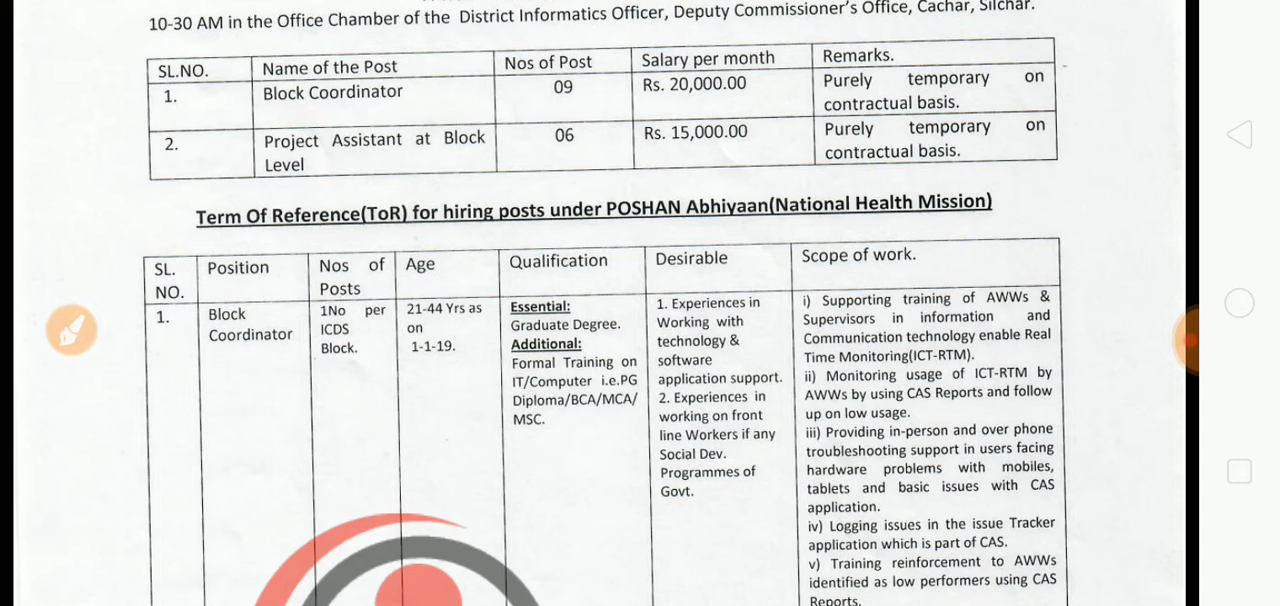 10-30 AM in the Office Chamber of the District Informatics Officer, Deputy Commissioner's Office, Cachar, Silchar.
SL.NO. Name of the Post Nos of Post Salary per month Remarks.
1. Block Coordinator 09 Rs. 20,000.00 Purely temporary on
contractual basis.
2. Project Assistant at Block 06 Rs. 15,000.00 Purely temporary on
Level contractual basis.
Term Of Reference(ToR) for hiring posts under POSHAN Abhiyaan(National Health Mission)
SL.
NO.
Position
Nos of
Posts
Age
Qualification
Desirable
Scope of work.
1.
Block
Coordinator
1No per
ICDS
Block.
21-44 Yrs as
on
1-1-19.
Essential:
Graduate Degree.
Additional:
Formal Training on
IT/Computer i.e.PG
Diploma/BCA/MCA/
MSC.
1. Experiences in
Working with
technology &
software
application support.
2. Experiences in
working on front
line Workers if any
Social Dev.
Programmes of
Govt.
i) Supporting training of AWWs &
Supervisors in information and
Communication technology enable Real
Time Monitoring(ICT-RTM).
ii) Monitoring usage of ICT-RTM by
AWWs by using CAS Reports and follow
up on low usage.
iii) Providing in-person and over phone
troubleshooting support in users facing
hardware problems with mobiles,
tablets and basic issues with CAS
application.
iv) Logging issues in the issue Tracker
application which is part of CAS.
v) Training reinforcement to AWWs
identified as low performers using CAS
Reports.